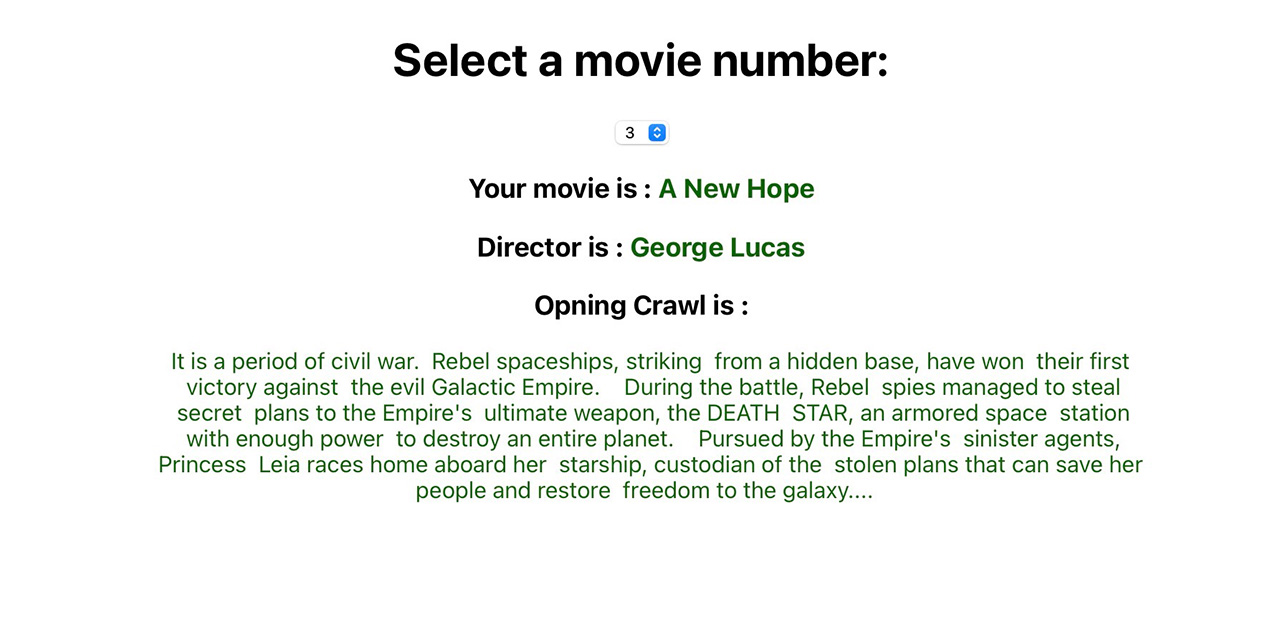 Select a movie number:
3
Your movie is : A New Hope
Director is : George Lucas
Opning Crawl is :
It is a period of civil war.  Rebel spaceships, striking  from a hidden base, have won  their first
victory against  the evil Galactic Empire.    During the battle, Rebel  spies managed to steal
secret  plans to the Empire's  ultimate weapon, the DEATH  STAR, an armored space  station
with enough power  to destroy an entire planet.    Pursued by the Empire's  sinister agents,
Princess  Leia races home aboard her  starship, custodian of the  stolen plans that can save her
people and restore  freedom to the galaxy....